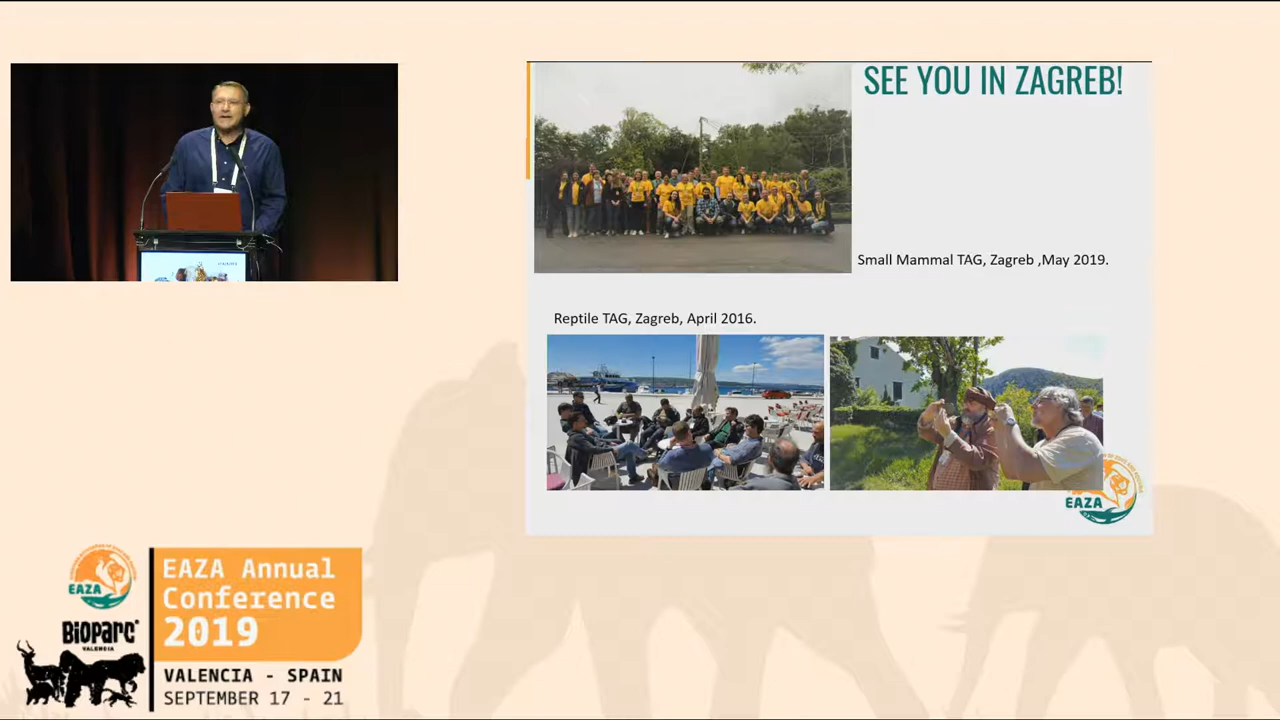 SEE YOU IN ZAGREB!
Small Mammal TAG, Zagreb ,May 2019.
Reptile TAG, Zagreb, April 2016.
EAZA
EAZA
BIOPARC
VALENCIA
EAZA Annual
Conference
2019
VALENCIA - SPAIN
SEPTEMBER 17 - 21